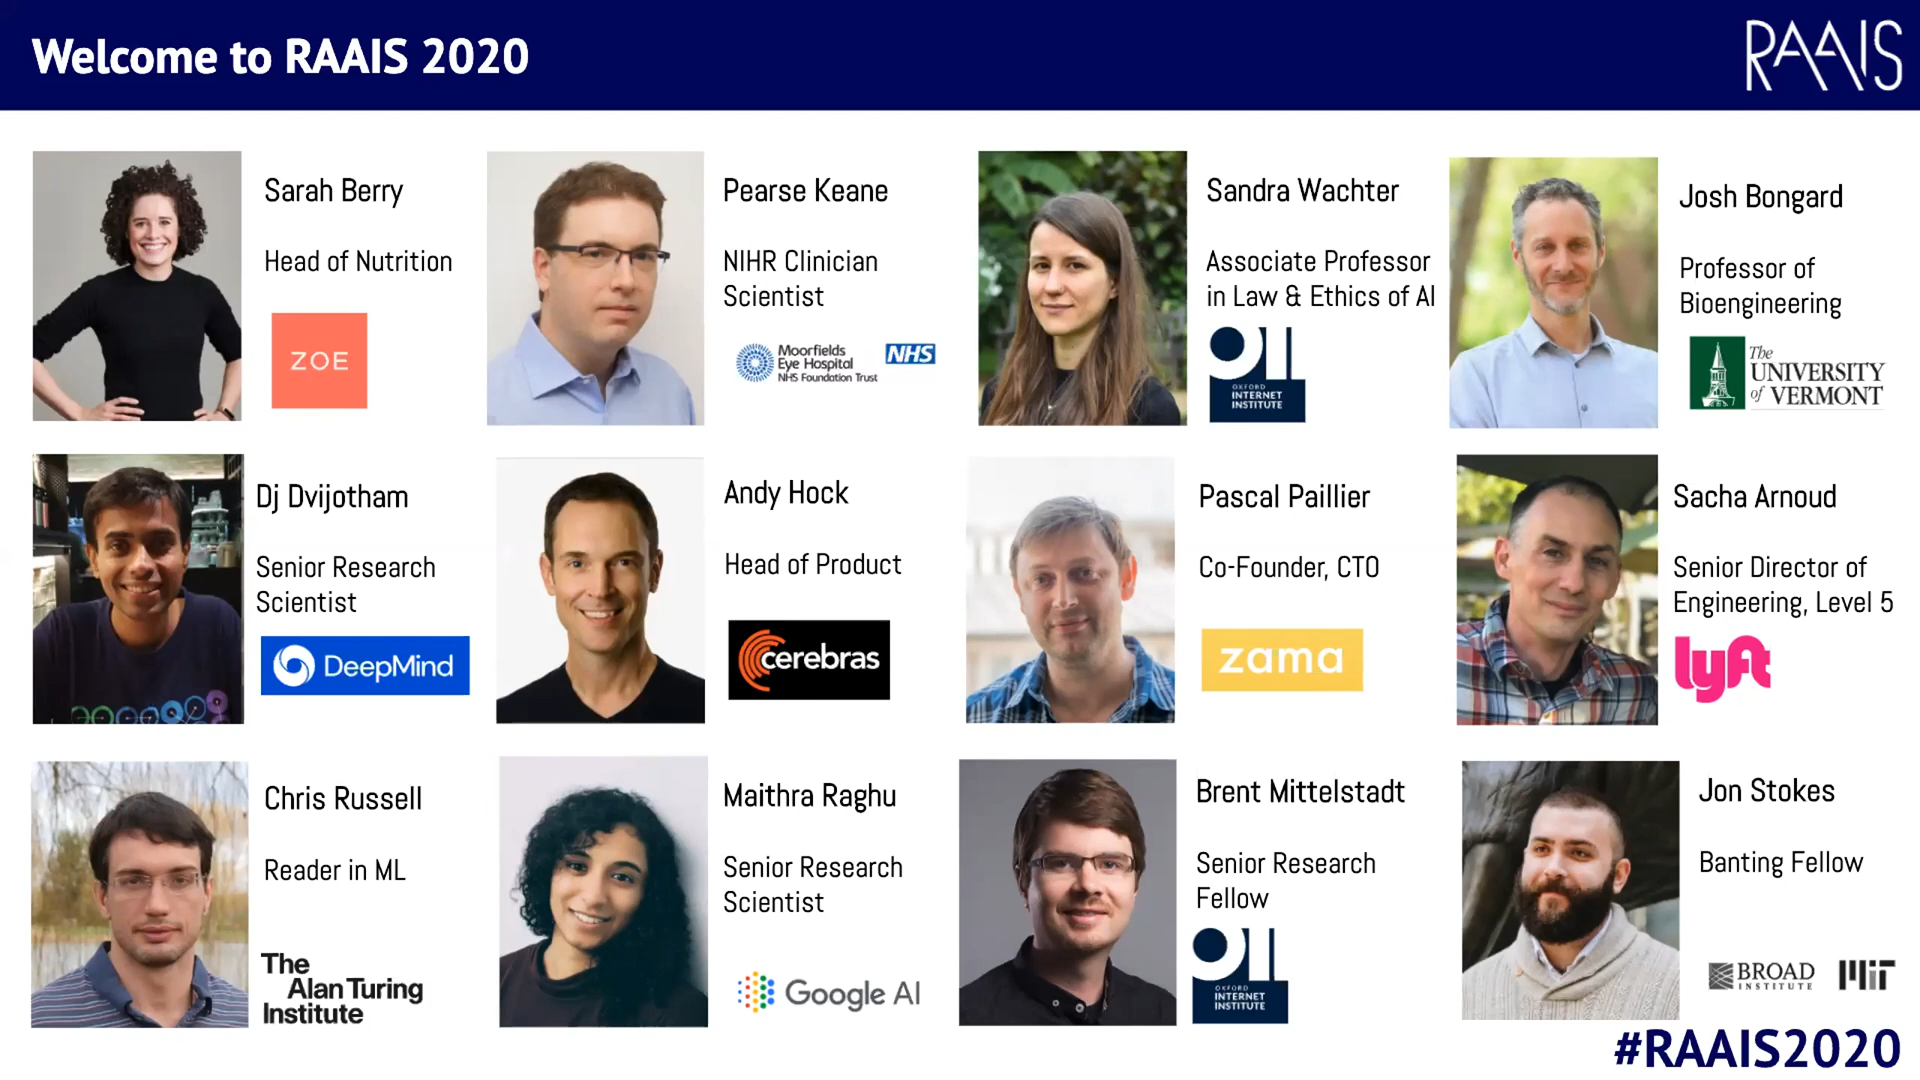 Welcome to RAAIS 2020
RAAIS
Sarah Berry
Head of Nutrition
ZOE
Pearse Keane
NIHR Clinician
Scientist
Moorfields
Eye Hospital
NHS Foundation Trust
NHS
Sandra Wachter
Associate Professor
in Law & Ethics of AI
OII
OXFORD
INTERNET
INSTITUTE
Josh Bongard
Professor of
Bioengineering
The
UNIVERSITY
of VERMONT
Dj Dvijotham
Senior Research
Scientist
DeepMind
Andy Hock
Head of Product
cerebras
Pascal Paillier
Co-Founder, CTO
zama
Sacha Arnoud
Senior Director of
Engineering, Level 5
lyft
Chris Russell
Reader in ML
The
Alan Turing
Institute
Maithra Raghu
Senior Research
Scientist
Google AI
Brent Mittelstadt
Senior Research
Fellow
OII
OXFORD
INTERNET
INSTITUTE
Jon Stokes
Banting Fellow
BROAD
INSTITUTE
MIT
#RAAIS2020